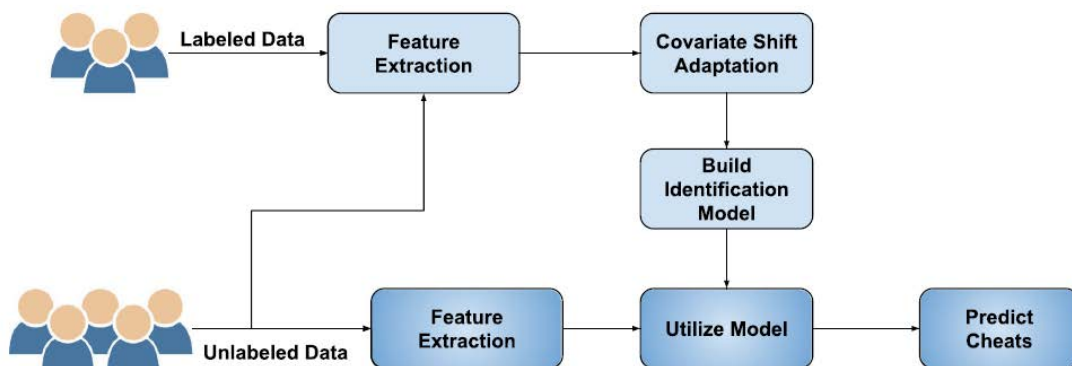 Labeled Data
Feature
Extraction
Covariate Shift
Adaptation
Build
Identification
Model
Unlabeled Data
Feature
Extraction
Utilize Model
Predict
Cheats